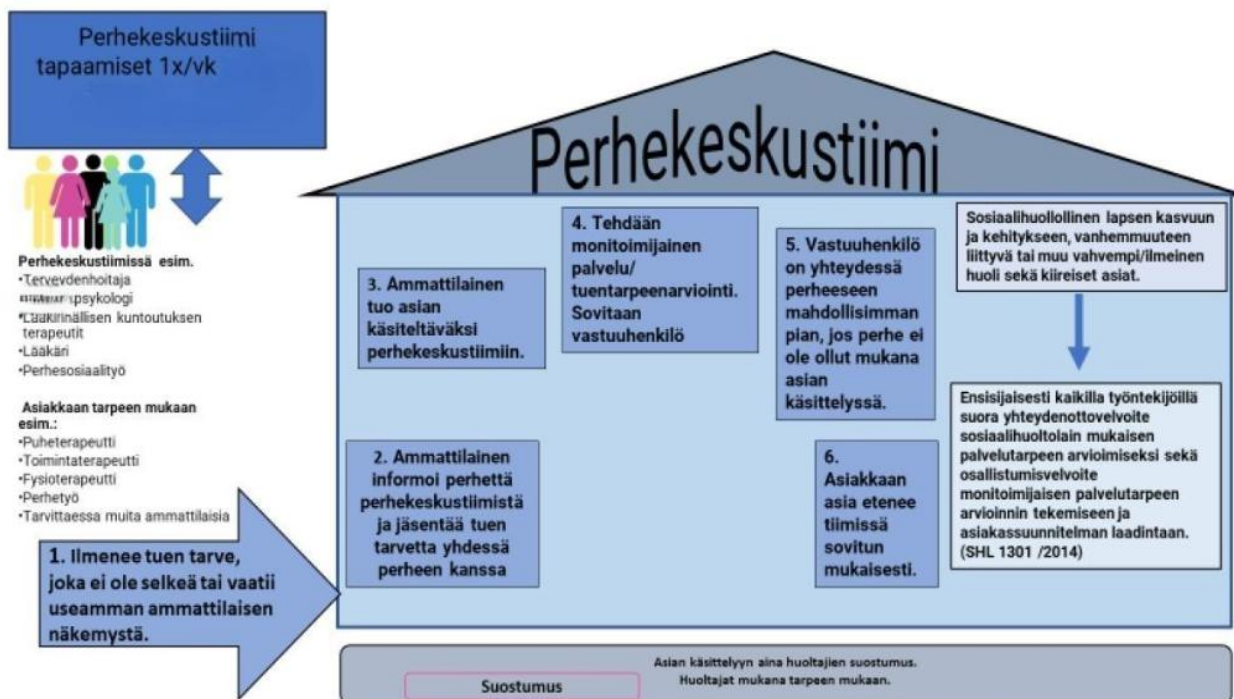 Perhekeskustiimi
tapaamiset 1x/vk
Perhekeskustiimissä esim.
•Terveydenhoitaja
psykologi
•Lääkinnällisen kuntoutuksen
terapeutit
•Lääkäri
•Perhesosiaalityö
Asiakkaan tarpeen mukaan
esim.:
•Puheterapeutti
•Toimintaterapeutti
•Fysioterapeutti
•Perhetyö
•Tarvittaessa muita ammattilaisia
1. Ilmenee tuen tarve,
joka ei ole selkeä tai vaatii
useamman ammattilaisen
näkemystä.
Perhekeskustiimi
2. Ammattilainen
informoi perhettä
perhekeskustiimistä
ja jäsentää tuen
tarvetta yhdessä
perheen kanssa
3. Ammattilainen
tuo asian
käsiteltäväksi
perhekeskustiimiin.
4. Tehdään
monitoimijainen
palvelu/
tuentarpeenarviointi.
Sovitaan
vastuuhenkilö
5. Vastuuhenkilö
on yhteydessä
perheeseen
mahdollisimman
pian, jos perhe ei
ole ollut mukana
asian
käsittelyssä.
6.
Asiakkaan
asia etenee
tiimissä
sovitun
mukaisesti.
Sosiaalihuollollinen lapsen kasvuun
ja kehitykseen, vanhemmuuteen
liittyvä tai muu vahvempi/ilmeinen
huoli sekä kiireiset asiat.
Ensisijaisesti kaikilla työntekijöillä
suora yhteydenottovelvoite
sosiaalihuoltolain mukaisen
palvelutarpeen arvioimiseksi sekä
osallistumisvelvoite
monitoimijaisen palvelutarpeen
arvioinnin tekemiseen ja
asiakassuunnitelman laadintaan.
(SHL 1301 /2014)
Asian käsittelyyn aina huoltajien suostumus.
Huoltajat mukana tarpeen mukaan.
Suostumus